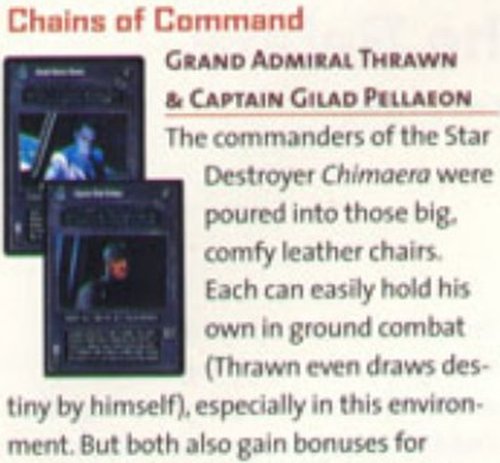 Chains of Command
GRAND ADMIRAL THRAWN
& CAPTAIN GILAD PELLAEON
The commanders of the Star
Destroyer Chimaera were
poured into those big,
comfy leather chairs.
Each can easily hold his
own in ground combat
(Thrawn even draws des-
tiny by himself), especially in this environ-
ment. But both also gain bonuses for